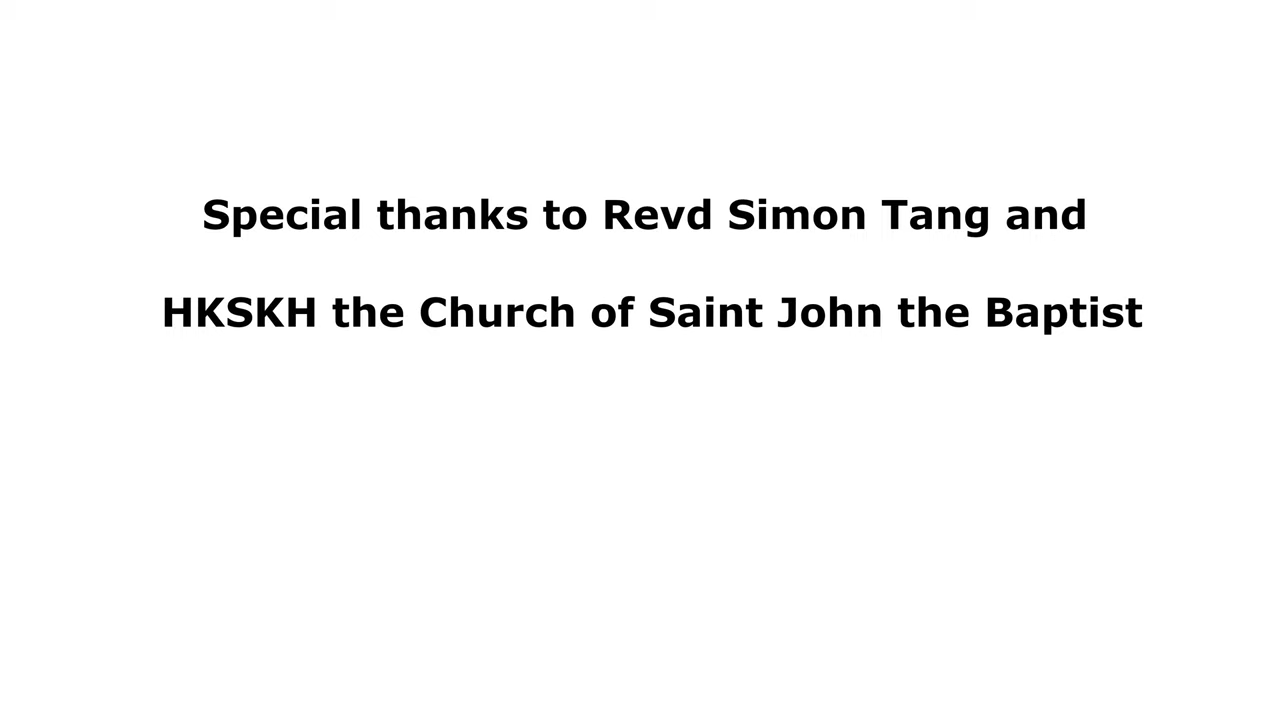 Special thanks to Revd Simon Tang and
HKSKH the Church of Saint John the Baptist